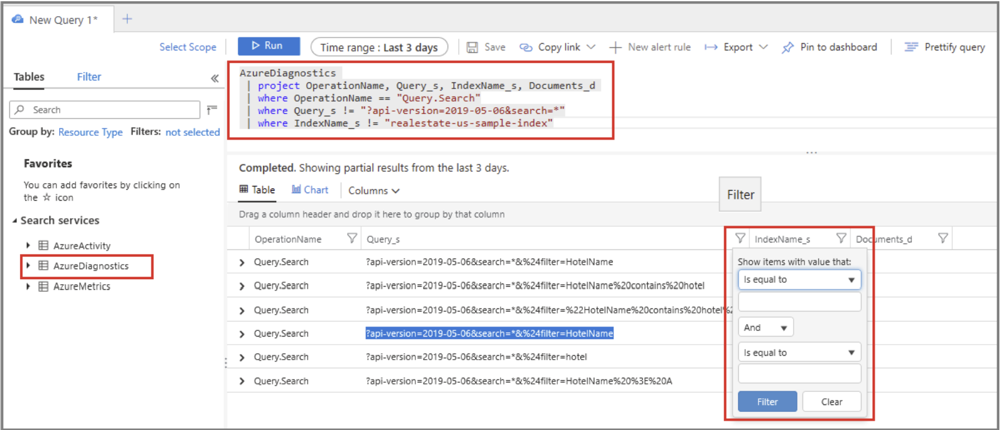 New Query 1*
+
Select Scope
Run
Time range : Last 3 days
Save
Copy link
New alert rule
Export
Pin to dashboard
Prettify query
Tables
Filter
«
Search
Group by: Resource Type Filters: not selected
Favorites
You can add favorites by clicking on
the ☆ icon
Search services
AzureActivity
AzureDiagnostics
AzureMetrics
AzureDiagnostics
| project OperationName, Query_s, IndexName_s, Documents_d
| where OperationName == "Query.Search"
| where Query_s != "?api-version=2019-05-06&search=*"
| where IndexName_s != "realestate-us-sample-index"
...
Completed. Showing partial results from the last 3 days.
Table
Chart
Columns
Filter
Drag a column header and drop it here to group by that column
OperationName Query_s IndexName_s Documents_d
Query.Search ?api-version=2019-05-06&search=*&%24filter=HotelName
Query.Search ?api-version=2019-05-06&search=*&%24filter=HotelName%20contains%20hotel
Query.Search ?api-version=2019-05-06&search=*&%24filter=%22HotelName%20contains%20hotel%2
Query.Search ?api-version=2019-05-06&search=*&%24filter=HotelName
Query.Search ?api-version=2019-05-06&search=*&%24filter=hotel
Query.Search ?api-version=2019-05-06&search=*&%24filter=HotelName%20%3E%20A
Show items with value that:
Is equal to
And
Is equal to
Filter
Clear